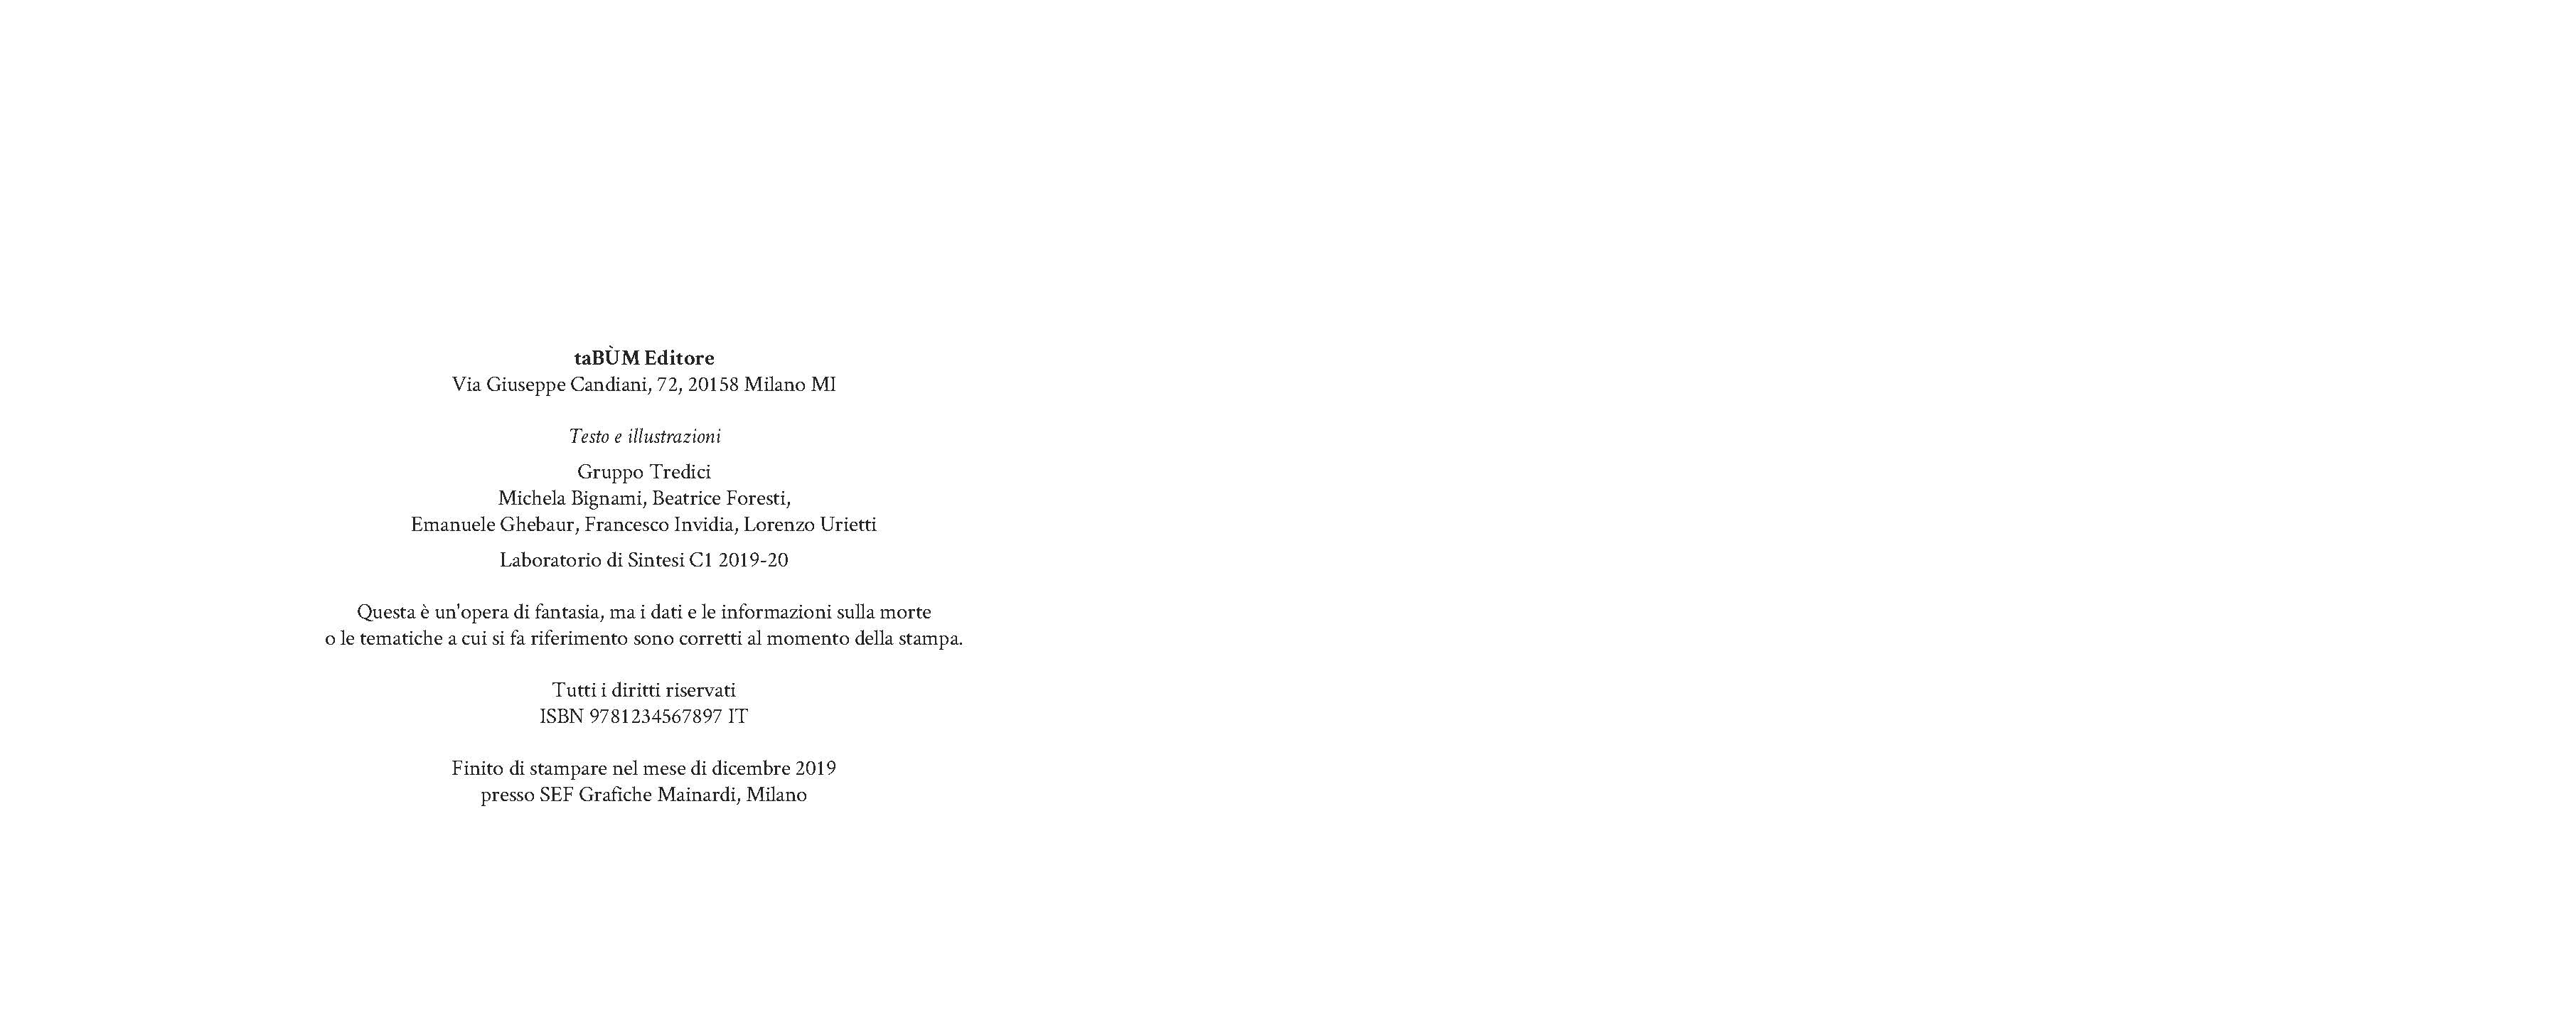 taBÙM Editore
Via Giuseppe Candiani, 72, 20158 Milano MI
Testo e illustrazioni
Gruppo Tredici
Michela Bignami, Beatrice Foresti,
Emanuele Ghebaur, Francesco Invidia, Lorenzo Urietti
Laboratorio di Sintesi C1 2019-20
Questa è un'opera di fantasia, ma i dati e le informazioni sulla morte
o le tematiche a cui si fa riferimento sono corretti al momento della stampa.
Tutti i diritti riservati
ISBN 9781234567897 IT
Finito di stampare nel mese di dicembre 2019
presso SEF Grafiche Mainardi, Milano